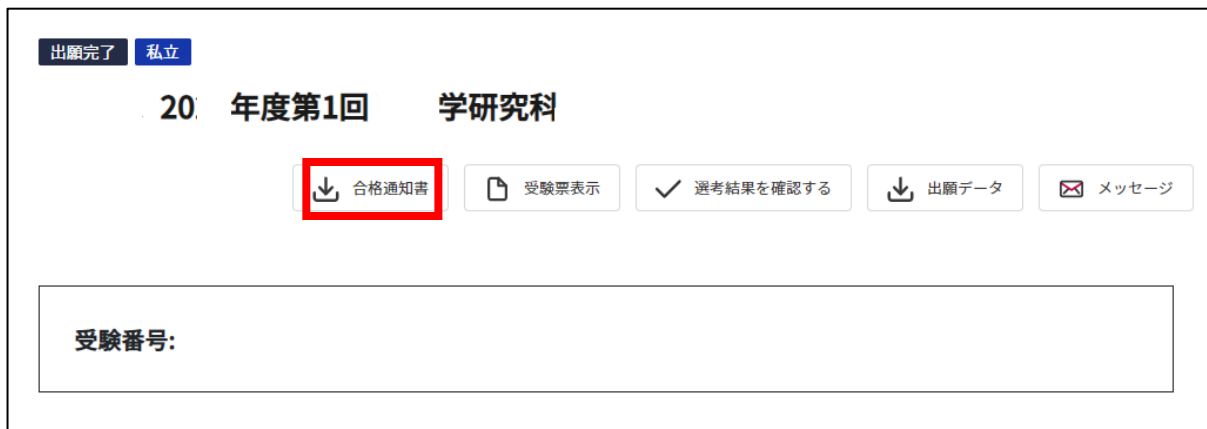 出願完了 私立
20 年度第1回 学研究科
合格通知書 受験票表示 選考結果を確認する 出願データ メッセージ
受験番号: